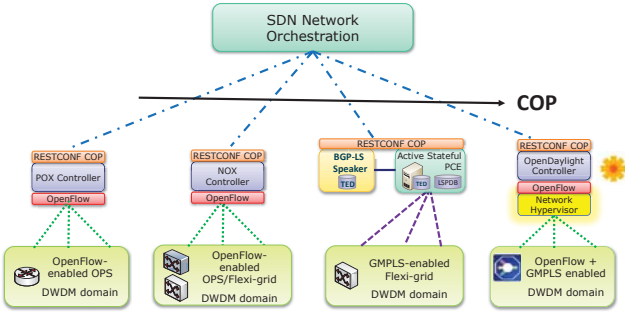 SDN Network
Orchestration
COP
RESTCONF COP
POX Controller
OpenFlow
RESTCONF COP
NOX
Controller
OpenFlow
RESTCONF COP
BGP-LS
Speaker
TED
Active Stateful
PCE
TED
LSPDB
RESTCONF COP
OpenDaylight
Controller
OpenFlow
Network
Hypervisor
OpenFlow-
enabled OPS
DWDM domain
OpenFlow-
enabled
OPS/Flexi-grid
DWDM domain
GMPLS-enabled
Flexi-grid
DWDM domain
OpenFlow +
GMPLS enabled
DWDM domain